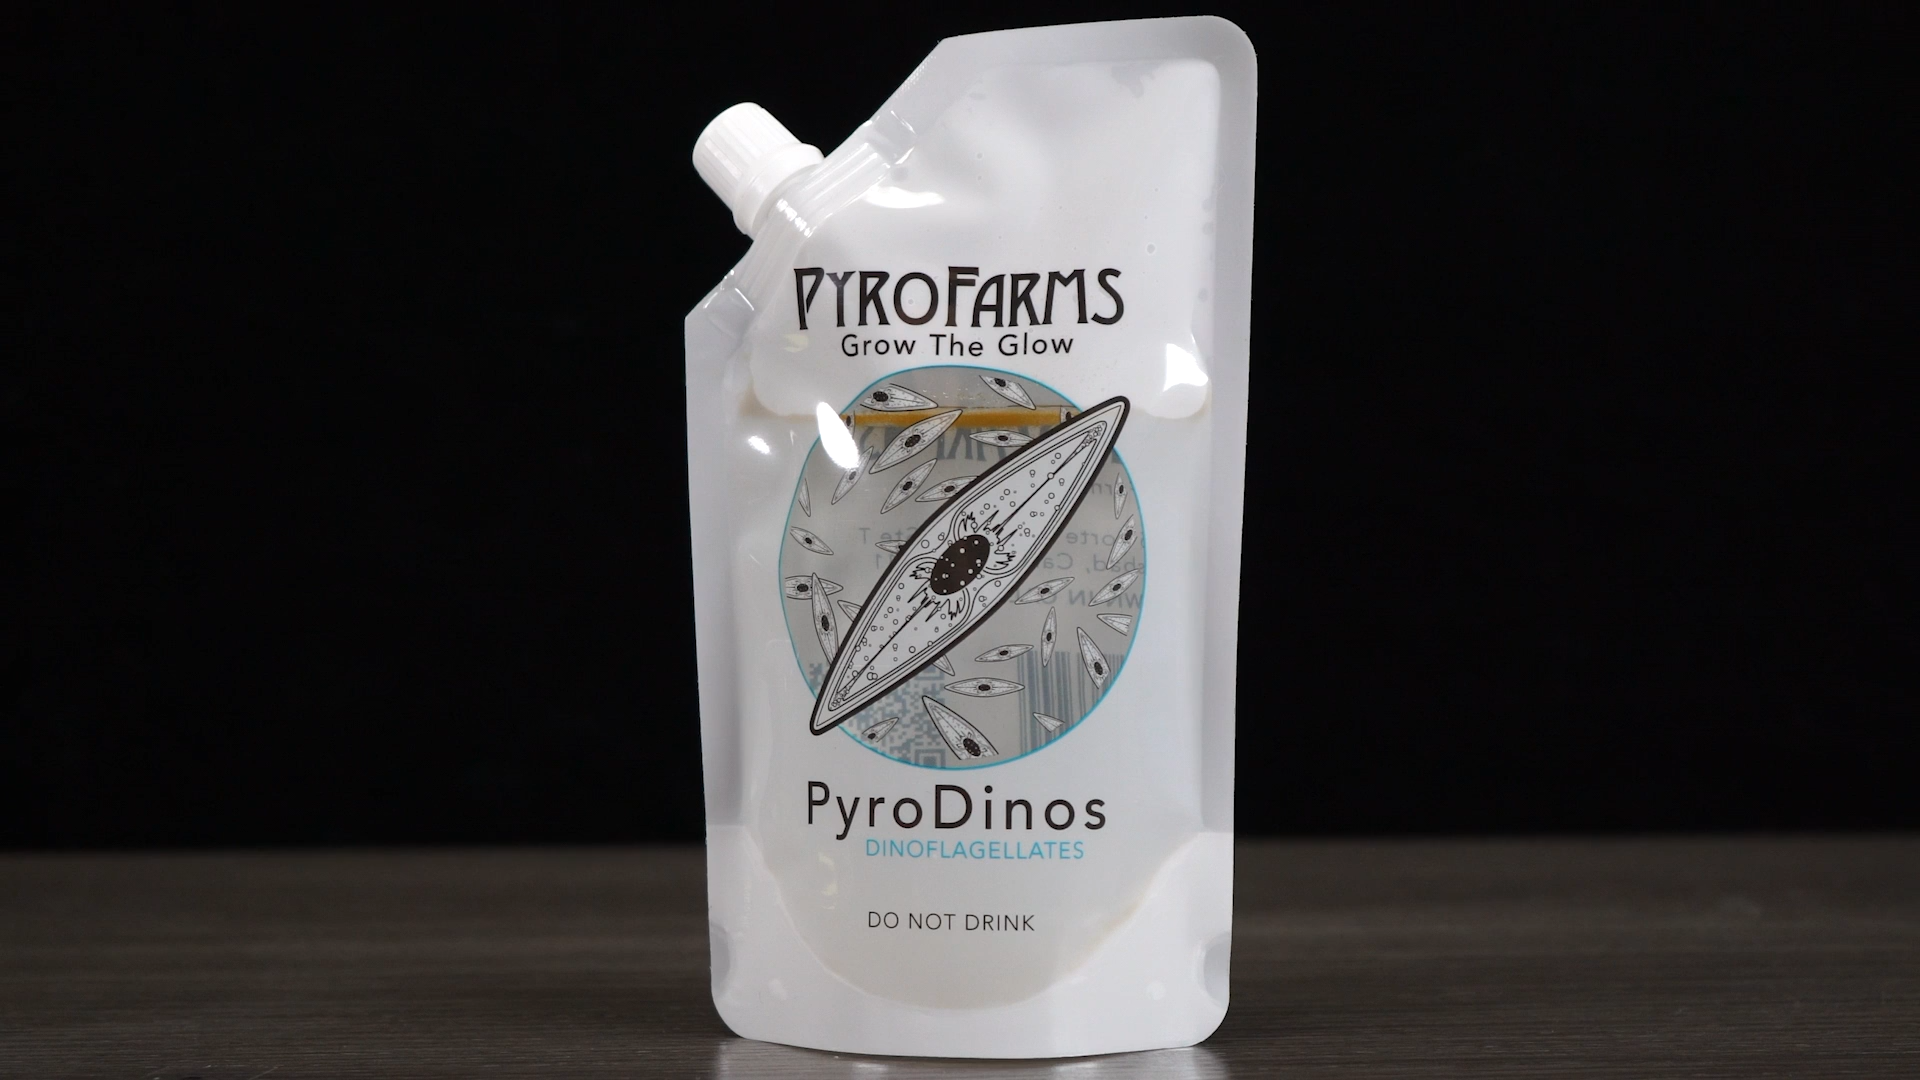 PYROFARMS
Grow The Glow
PyroDinos
DINOFLAGELLATES
DO NOT DRINK